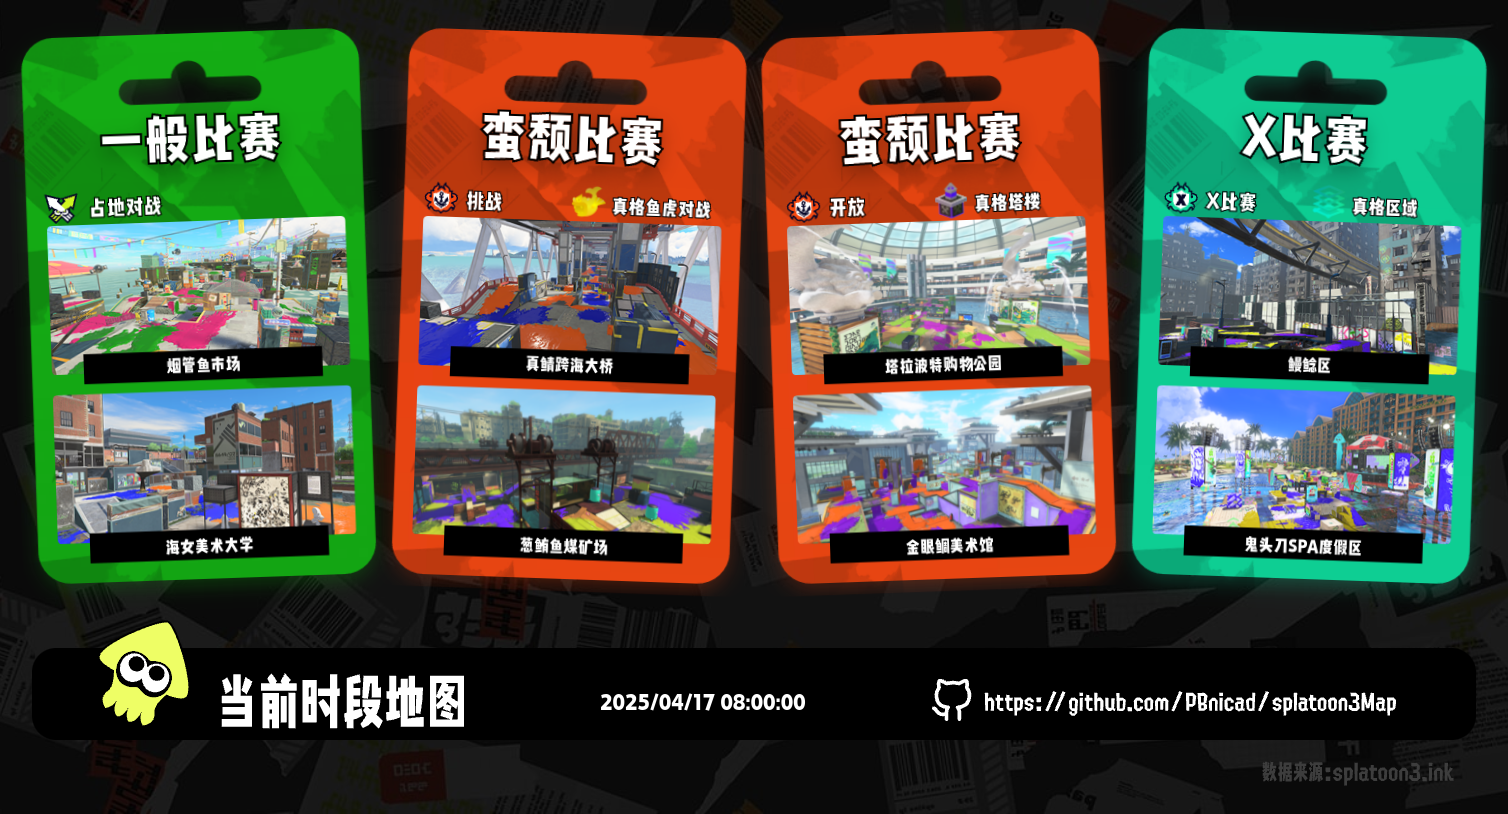 一般比赛
占地对战
烟管鱼市场
海女美术大学
蛮颓比赛
挑战
真格鱼虎对战
真鲭跨海大桥
葱鲔鱼煤矿场
蛮颓比赛
开放
真格塔楼
塔拉波特购物公园
金眼鲷美术馆
X比赛
X比赛
真格区域
鳗鲶区
鬼头刀SPA度假区
当前时段地图
2025/04/17 08:00:00
https://github.com/PBnicad/splatoon3Map
数据来源:splatoon3.ink